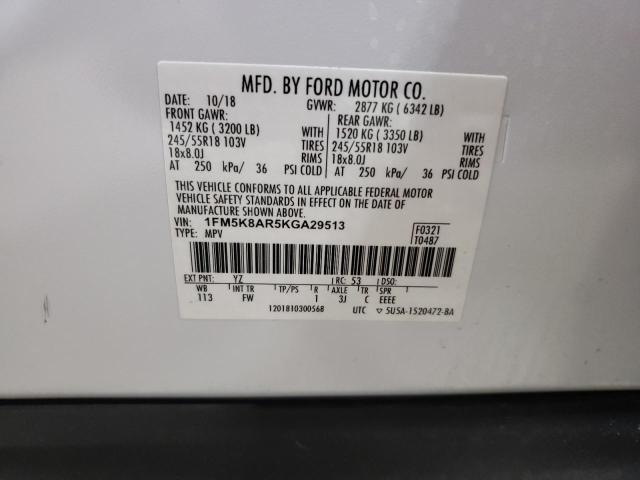 MFD. BY FORD MOTOR CO.
DATE: 10/18 GVWR: 2877 KG ( 6342 LB)
FRONT GAWR: REAR GAWR:
1452 KG ( 3200 LB) WITH 1520 KG ( 3350 LB) WITH
245/55R18 103V TIRES 245/55R18 103V TIRES
18x8.0J RIMS 18x8.0J RIMS
AT 250 kPa/ 36 PSI COLD AT 250 kPa/ 36 PSI COLD
THIS VEHICLE CONFORMS TO ALL APPLICABLE FEDERAL MOTOR
VEHICLE SAFETY STANDARDS IN EFFECT ON THE DATE OF
MANUFACTURE SHOWN ABOVE.
VIN: 1FM5K8AR5KGA29513 F0321
TYPE: MPV T0487
EXT PNT: YZ RC: 53 DSO:
WB INT TR TP/PS R AXLE TR SPR
113 FW 1 3J C EEEE
1201810300568 UTC ▽ 5U5A-1520472-BA